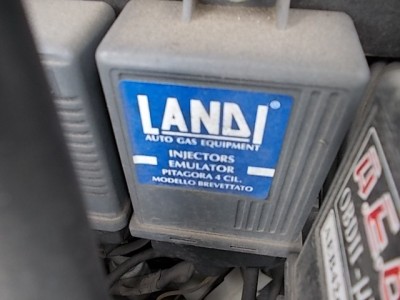 LANDI®
AUTO GAS EQUIPMENT
INJECTORS
EMULATOR
PITAGORA 4 CIL.
MODELLO BREVETTATO